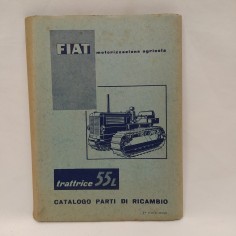 FIAT motorizzazione agricola
trattrice 55L
CATALOGO PARTI DI RICAMBIO